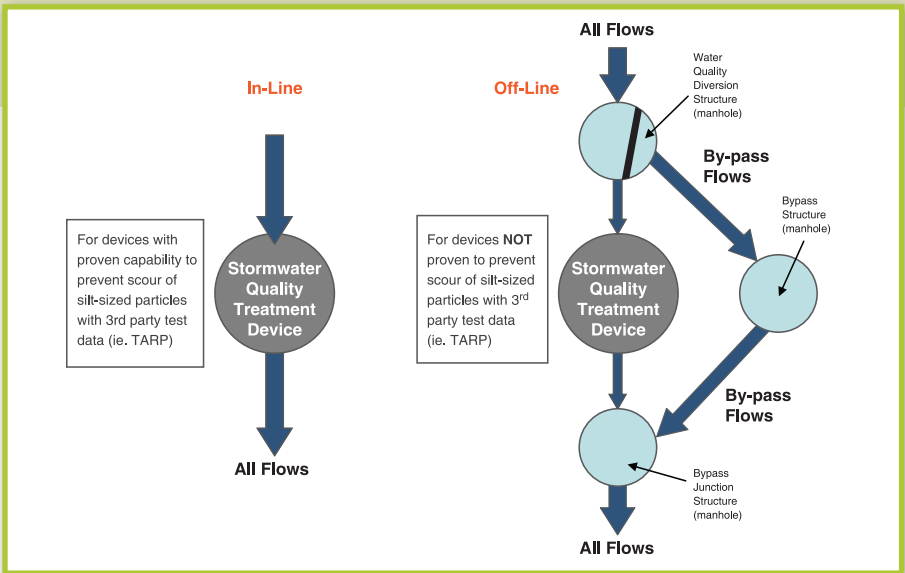 In-Line
For devices with
proven capability to
prevent scour of
silt-sized particles
with 3rd party test
data (ie. TARP)
Stormwater
Quality
Treatment
Device
All Flows
Off-Line
All Flows
Water
Quality
Diversion
Structure
(manhole)
By-pass
Flows
Bypass
Structure
(manhole)
For devices NOT
proven to prevent
scour of silt-sized
particles with 3rd
party test data
(ie. TARP)
Stormwater
Quality
Treatment
Device
By-pass
Flows
Bypass
Junction
Structure
(manhole)
All Flows